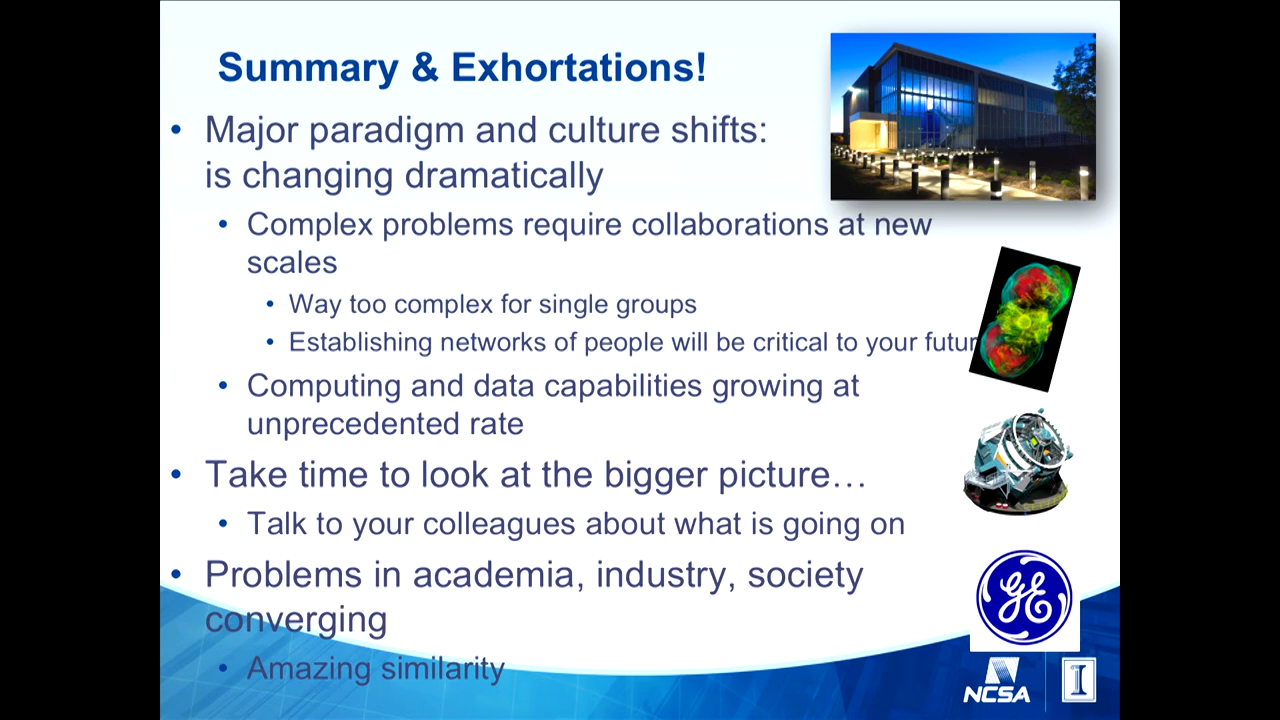 Summary & Exhortations!
• Major paradigm and culture shifts:
is changing dramatically
• Complex problems require collaborations at new
scales
• Way too complex for single groups
• Establishing networks of people will be critical to your futur
• Computing and data capabilities growing at
unprecedented rate
• Take time to look at the bigger picture…
• Talk to your colleagues about what is going on
• Problems in academia, industry, society
converging
• Amazing similarity
GE
NCSA
I